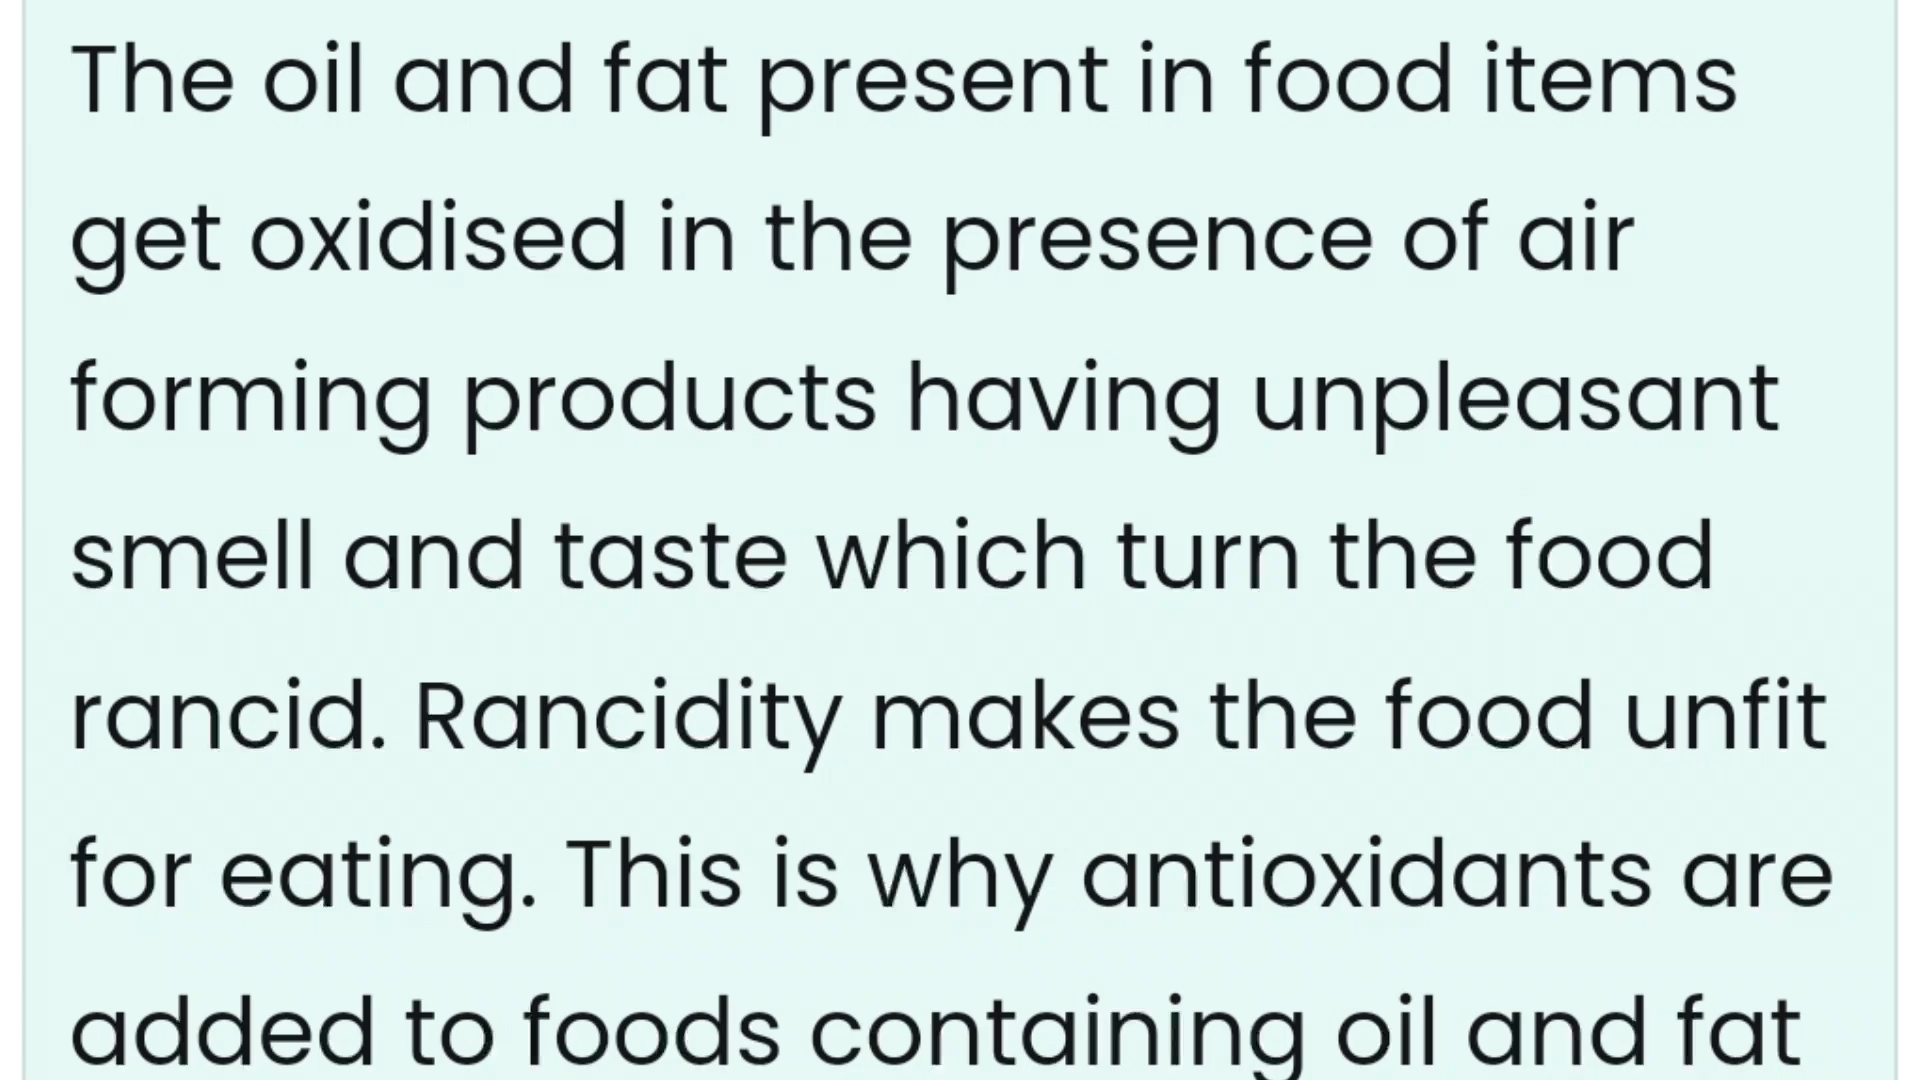 The oil and fat present in food items
get oxidised in the presence of air
forming products having unpleasant
smell and taste which turn the food
rancid. Rancidity makes the food unfit
for eating. This is why antioxidants are
added to foods containing oil and fat